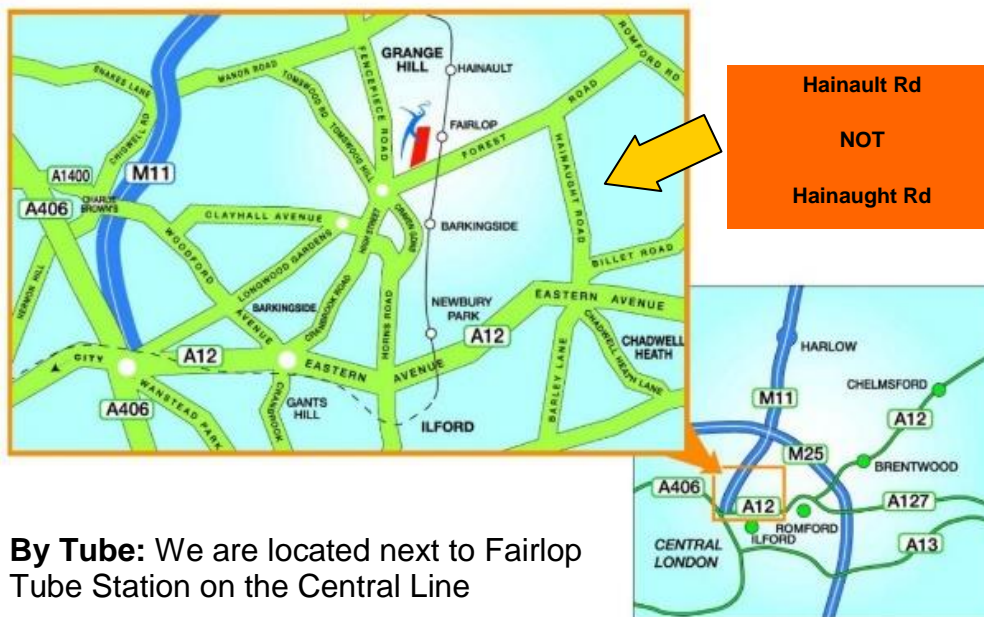 GRANGE
HILL
HAINAULT
ROMFORD RD
SNAKES LANE
MANOR ROAD
TOMSWOOD RD
FENCEPIECE ROAD
ROAD
FAIRLOP
FOREST
CHIGWELL RD
TOMSWOOD HILL
HAINAUGHT ROAD
A1400
M11
A406
CHARLIE
BROWN'S
CLAYHALL AVENUE
HIGH STREET
BARKINGSIDE
WOODFORD
LONGWOOD GARDENS
BILLET ROAD
HERMON HILL
BARKINGSIDE
CRANBROOK ROAD
HORNS ROAD
NEWBURY
PARK
EASTERN AVENUE
AVENUE
A12
CHADWELL
HEATH
CHADWELL HEATH LANE
CITY
A12
EASTERN AVENUE
BARLEY LANE
A406
WANSTEAD PARK
GANTS
HILL
CRANBROOK
ILFORD
Hainault Rd
NOT
Hainaught Rd
HARLOW
CHELMSFORD
M11
A12
M25
BRENTWOOD
A406
A12
A127
ROMFORD
ILFORD
CENTRAL
LONDON
A13
By Tube: We are located next to Fairlop
Tube Station on the Central Line